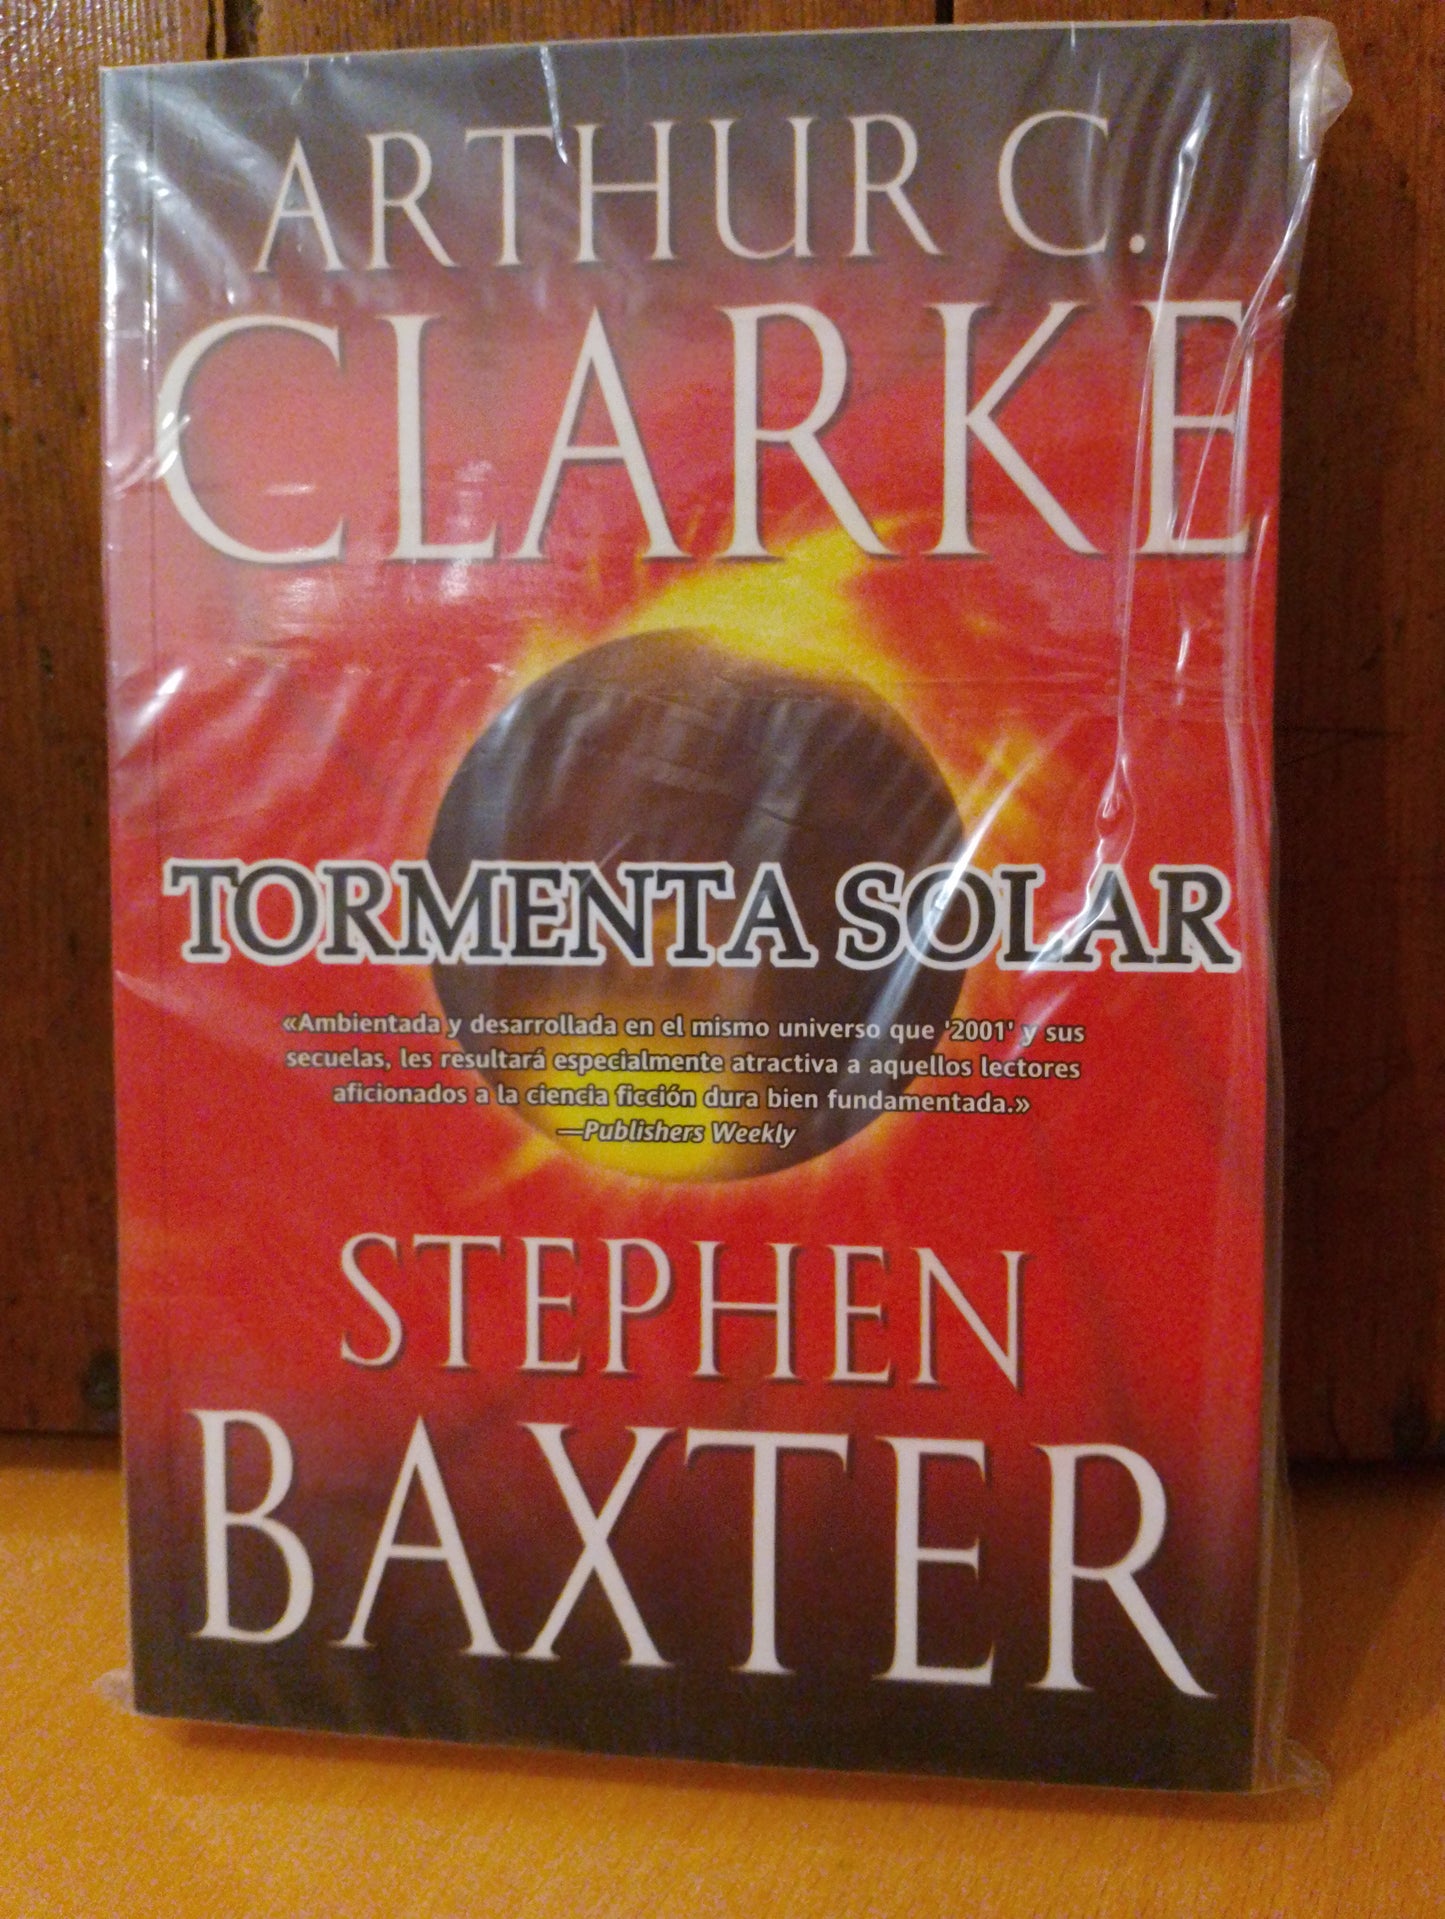 ARTHUR C.
CLARKE
TORMENTA SOLAR
«Ambientada y desarrollada en el mismo universo que '2001' y sus
secuelas, les resultará especialmente atractiva a aquellos lectores
aficionados a la ciencia ficción dura bien fundamentada.»
—Publishers Weekly
STEPHEN
BAXTER